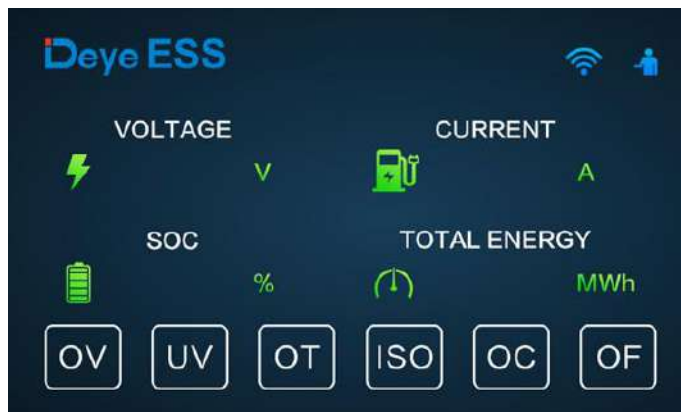 Deye ESS
VOLTAGE CURRENT
V A
SOC TOTAL ENERGY
% MWh
OV UV OT ISO OC OF